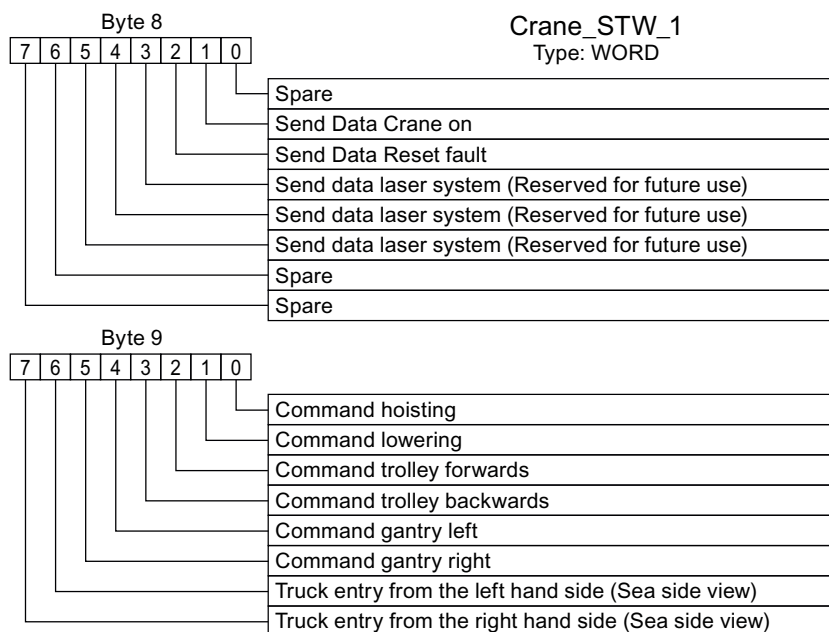 Byte 8
Crane_STW_1
7 6 5 4 3 2 1 0
Type: WORD
Spare
Send Data Crane on
Send Data Reset fault
Send data laser system (Reserved for future use)
Send data laser system (Reserved for future use)
Send data laser system (Reserved for future use)
Spare
Spare
Byte 9
7 6 5 4 3 2 1 0
Command hoisting
Command lowering
Command trolley forwards
Command trolley backwards
Command gantry left
Command gantry right
Truck entry from the left hand side (Sea side view)
Truck entry from the right hand side (Sea side view)